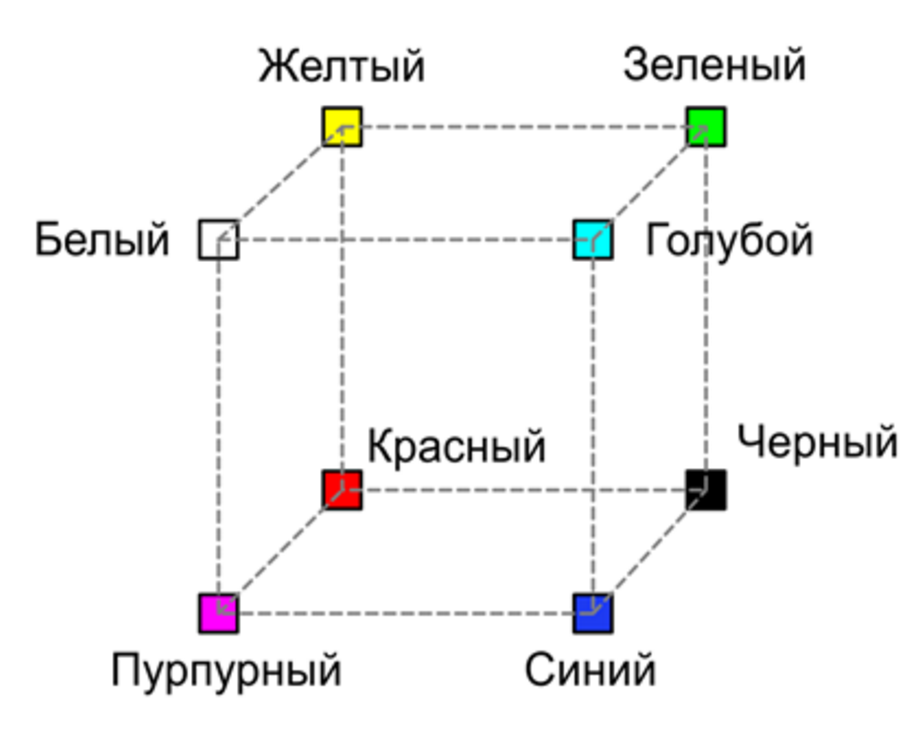 Желтый
Зеленый
Белый
Голубой
Красный
Черный
Пурпурный
Синий